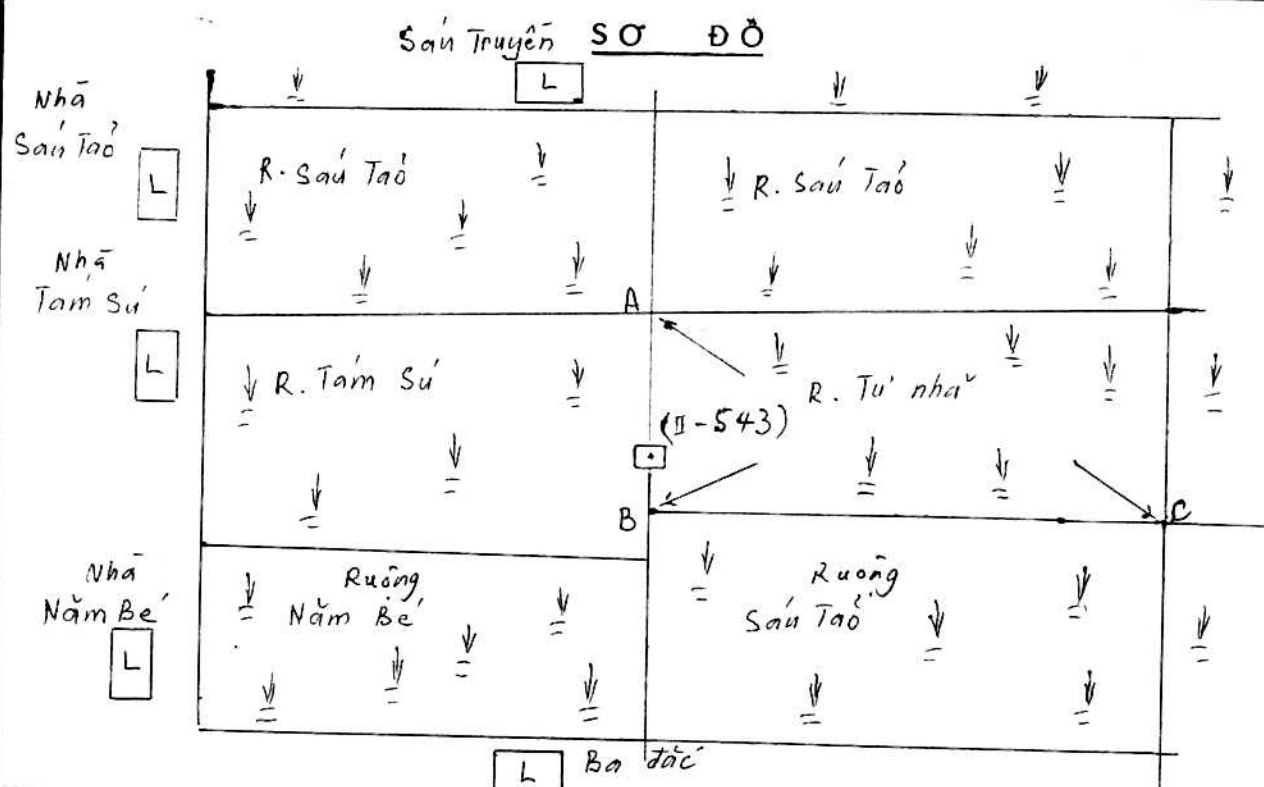 Sáu Truyền SƠ ĐỒ
L
Nhà
Sáu Tảo
L
R. Sáu Tảo
R. Sáu Tảo
Nhà
Tám Sú
L
A
R. Tám Sú
R. Tư nhã
(II-543)
B
C
Nhà
Năm Bé
L
Ruộng
Năm Bé
Ruộng
Sáu Tảo
L
Ba đắc